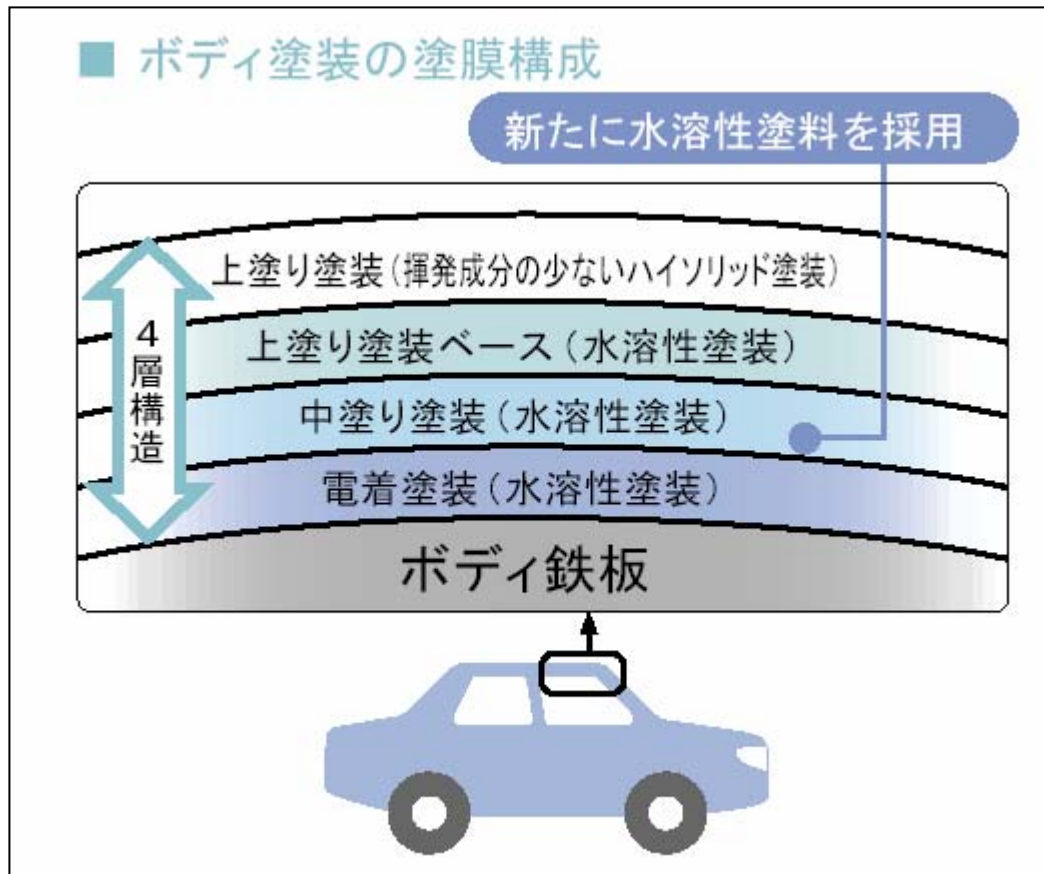 ■ ボディ塗装の塗膜構成
新たに水溶性塗料を採用
上塗り塗装(揮発成分の少ないハイソリッド塗装)
上塗り塗装ベース(水溶性塗装)
中塗り塗装(水溶性塗装)
電着塗装(水溶性塗装)
ボディ鉄板
4層構造